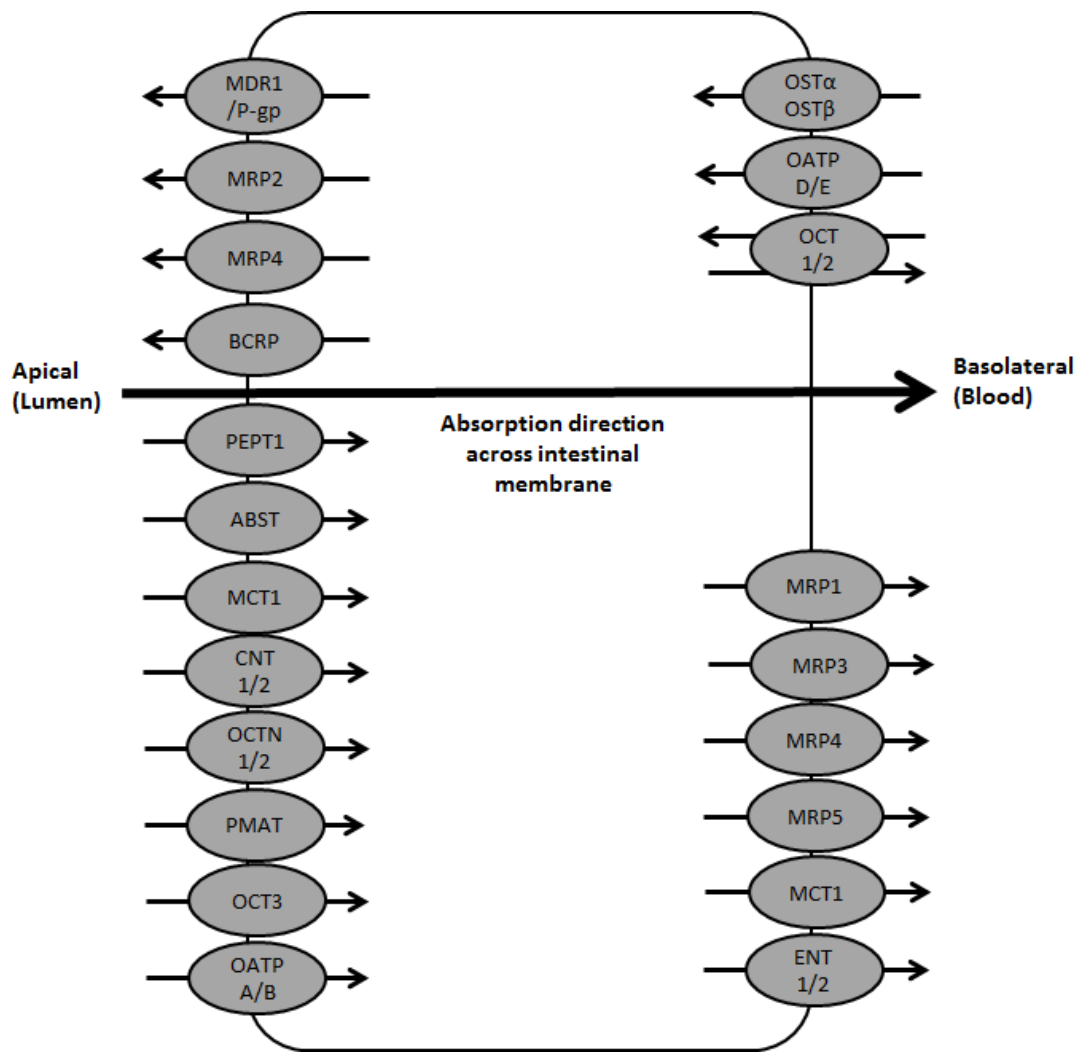 MDR1
/P-gp
MRP2
MRP4
BCRP
OSTα
OSTβ
OATP
D/E
OCT
1/2
Apical
(Lumen)
Basolateral
(Blood)
Absorption direction
across intestinal
membrane
PEPT1
ABST
MCT1
CNT
1/2
OCTN
1/2
PMAT
OCT3
OATP
A/B
MRP1
MRP3
MRP4
MRP5
MCT1
ENT
1/2